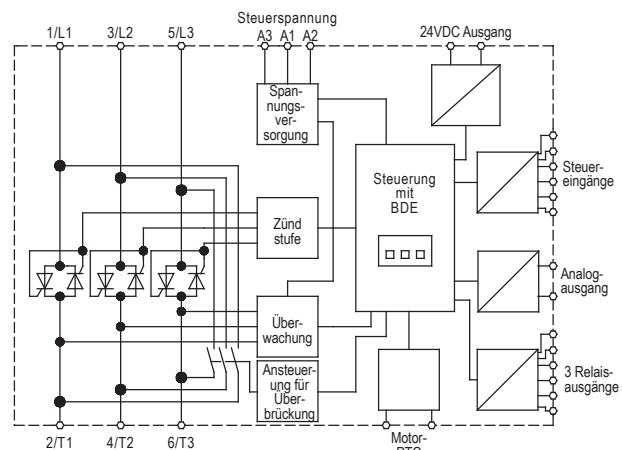 Steuerspannung
1/L1 3/L2 5/L3 A3 A1 A2 24VDC Ausgang
Span-
nungs-
ver-
sorgung
Steuerung
mit
BDE
Steuer-
eingänge
Zünd
stufe
Analog-
ausgang
Über-
wachung
Ansteuer-
ung für
Über-
brückung
3 Relais-
ausgänge
2/T1 4/T2 6/T3 Motor-